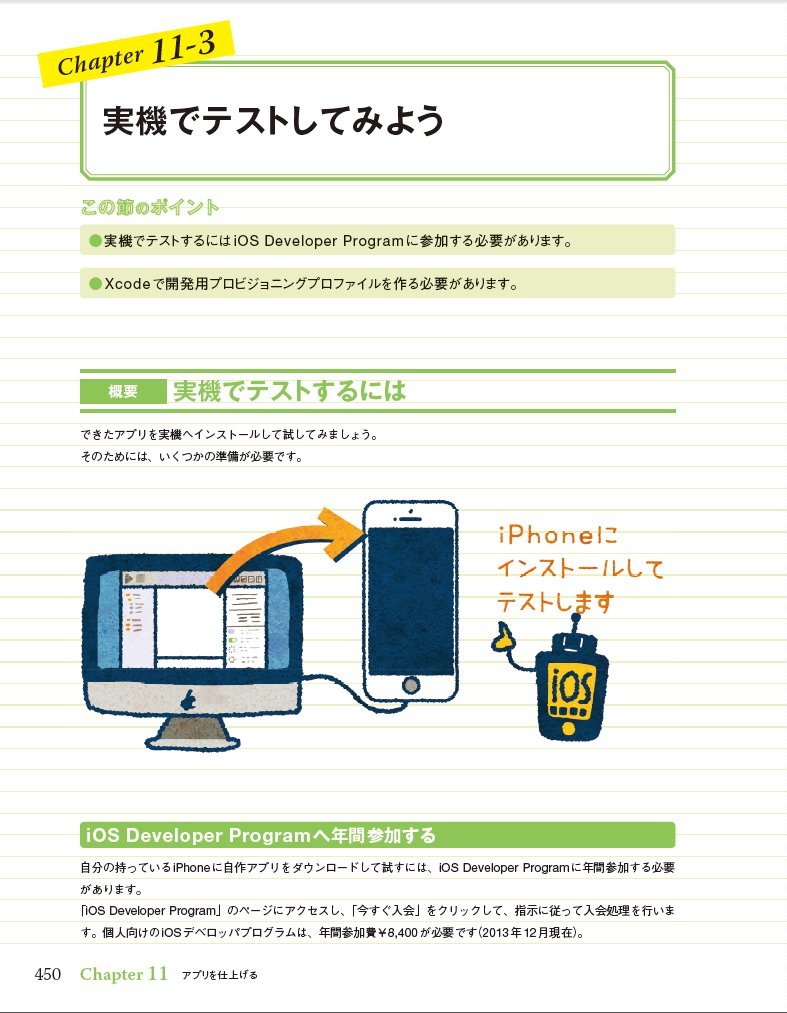 Chapter 11-3
実機でテストしてみよう
この節のポイント
●実機でテストするにはiOS Developer Programに参加する必要があります。
●Xcodeで開発用プロビジョニングプロファイルを作る必要があります。
概要 実機でテストするには
できたアプリを実機へインストールして試してみましょう。
そのためには、いくつかの準備が必要です。
iPhoneに
インストールして
テストします
iOS
iOS Developer Programへ年間参加する
自分の持っているiPhoneに自作アプリをダウンロードして試すには、iOS Developer Programに年間参加する必要
があります。
「iOS Developer Program」のページにアクセスし、「今すぐ入会」をクリックして、指示に従って入会処理を行いま
す。個人向けのiOSデベロッパプログラムは、年間参加費¥8,400が必要です(2013年12月現在)。
450 Chapter 11 アプリを仕上げる